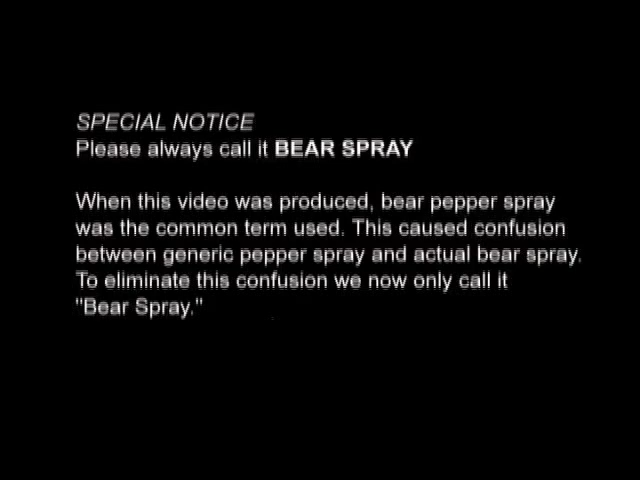 SPECIAL NOTICE
Please always call it BEAR SPRAY
When this video was produced, bear pepper spray
was the common term used. This caused confusion
between generic pepper spray and actual bear spray.
To eliminate this confusion we now only call it
"Bear Spray."